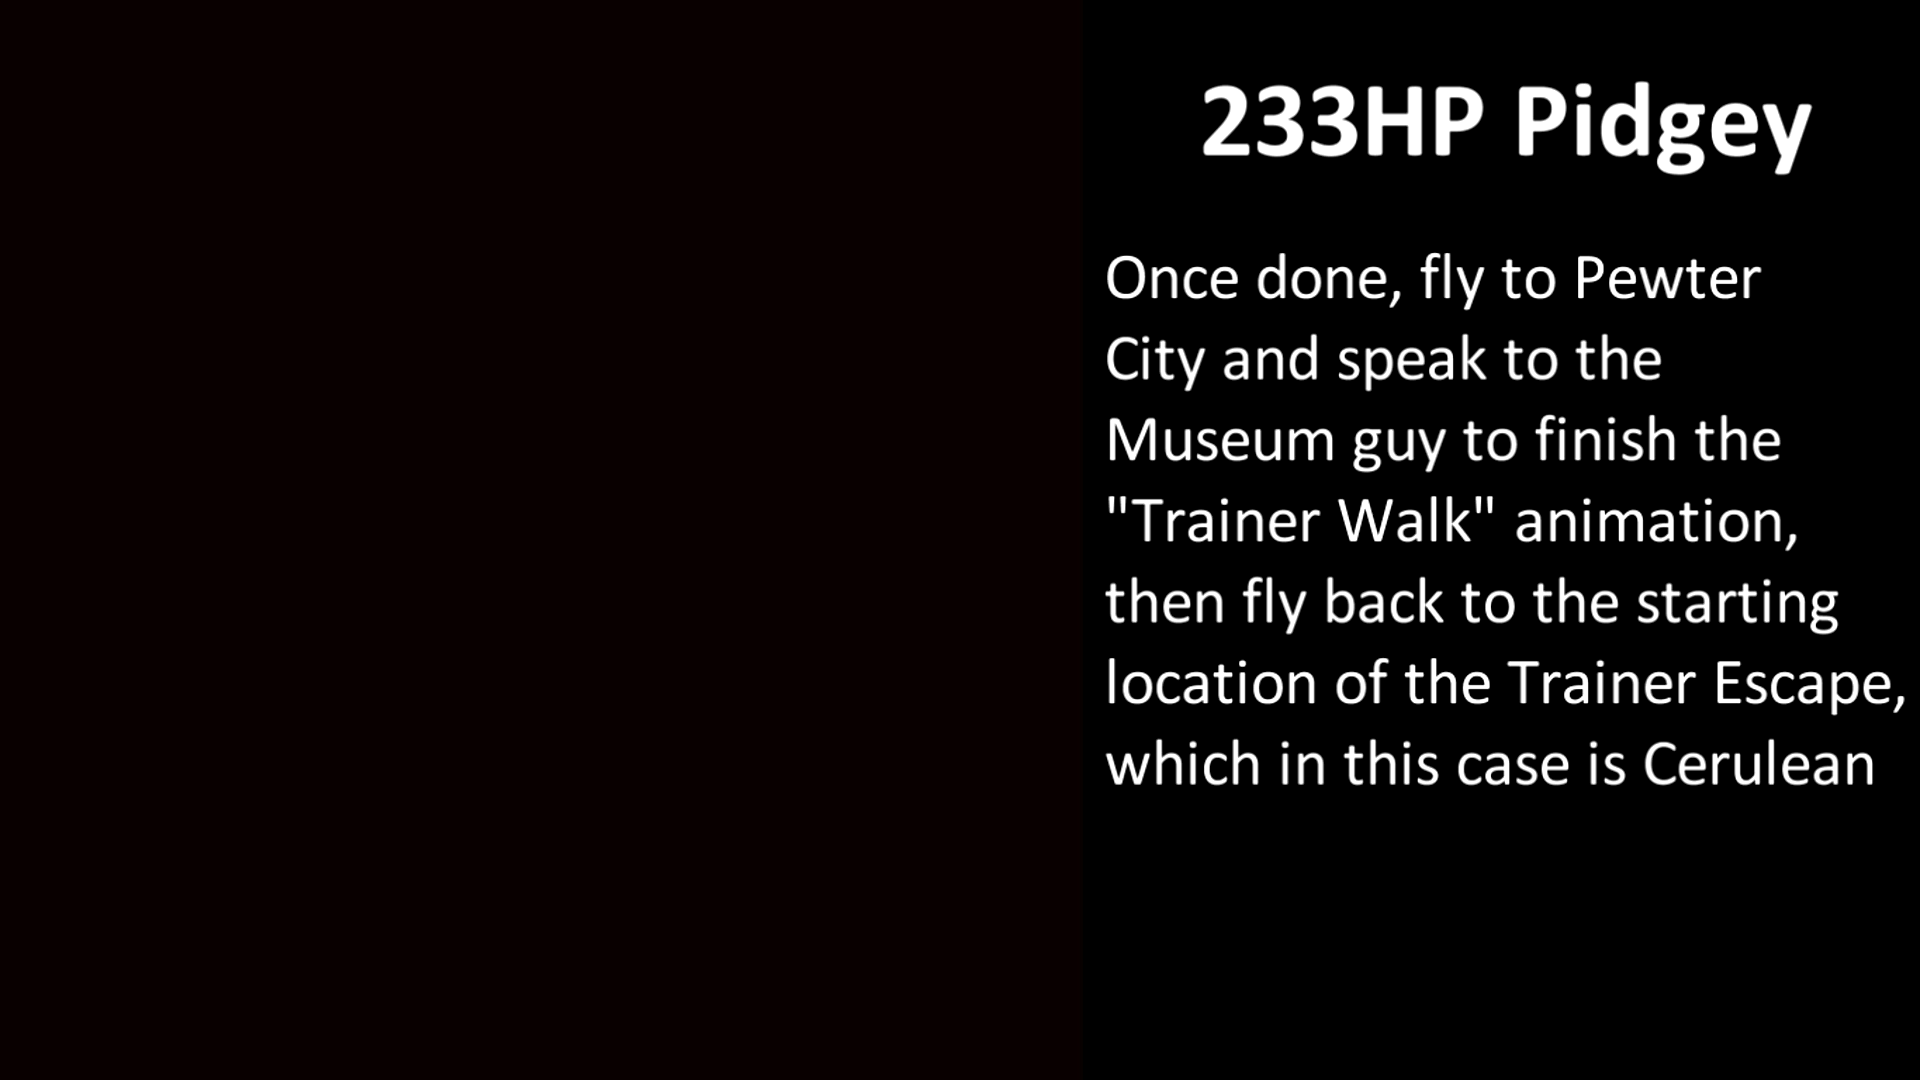 233HP Pidgey
Once done, fly to Pewter
City and speak to the
Museum guy to finish the
"Trainer Walk" animation,
then fly back to the starting
location of the Trainer Escape,
which in this case is Cerulean